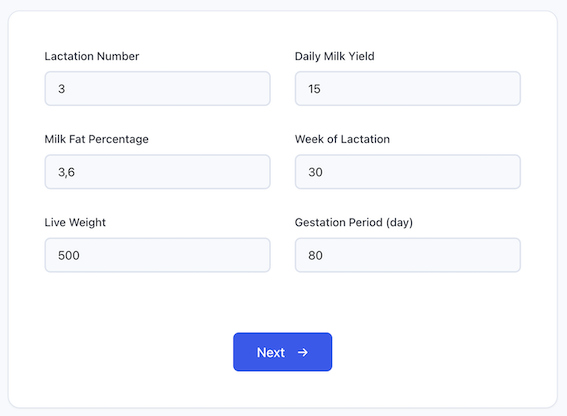 Lactation Number
Daily Milk Yield
3
15
Milk Fat Percentage
Week of Lactation
3,6
30
Live Weight
Gestation Period (day)
500
80
Next →